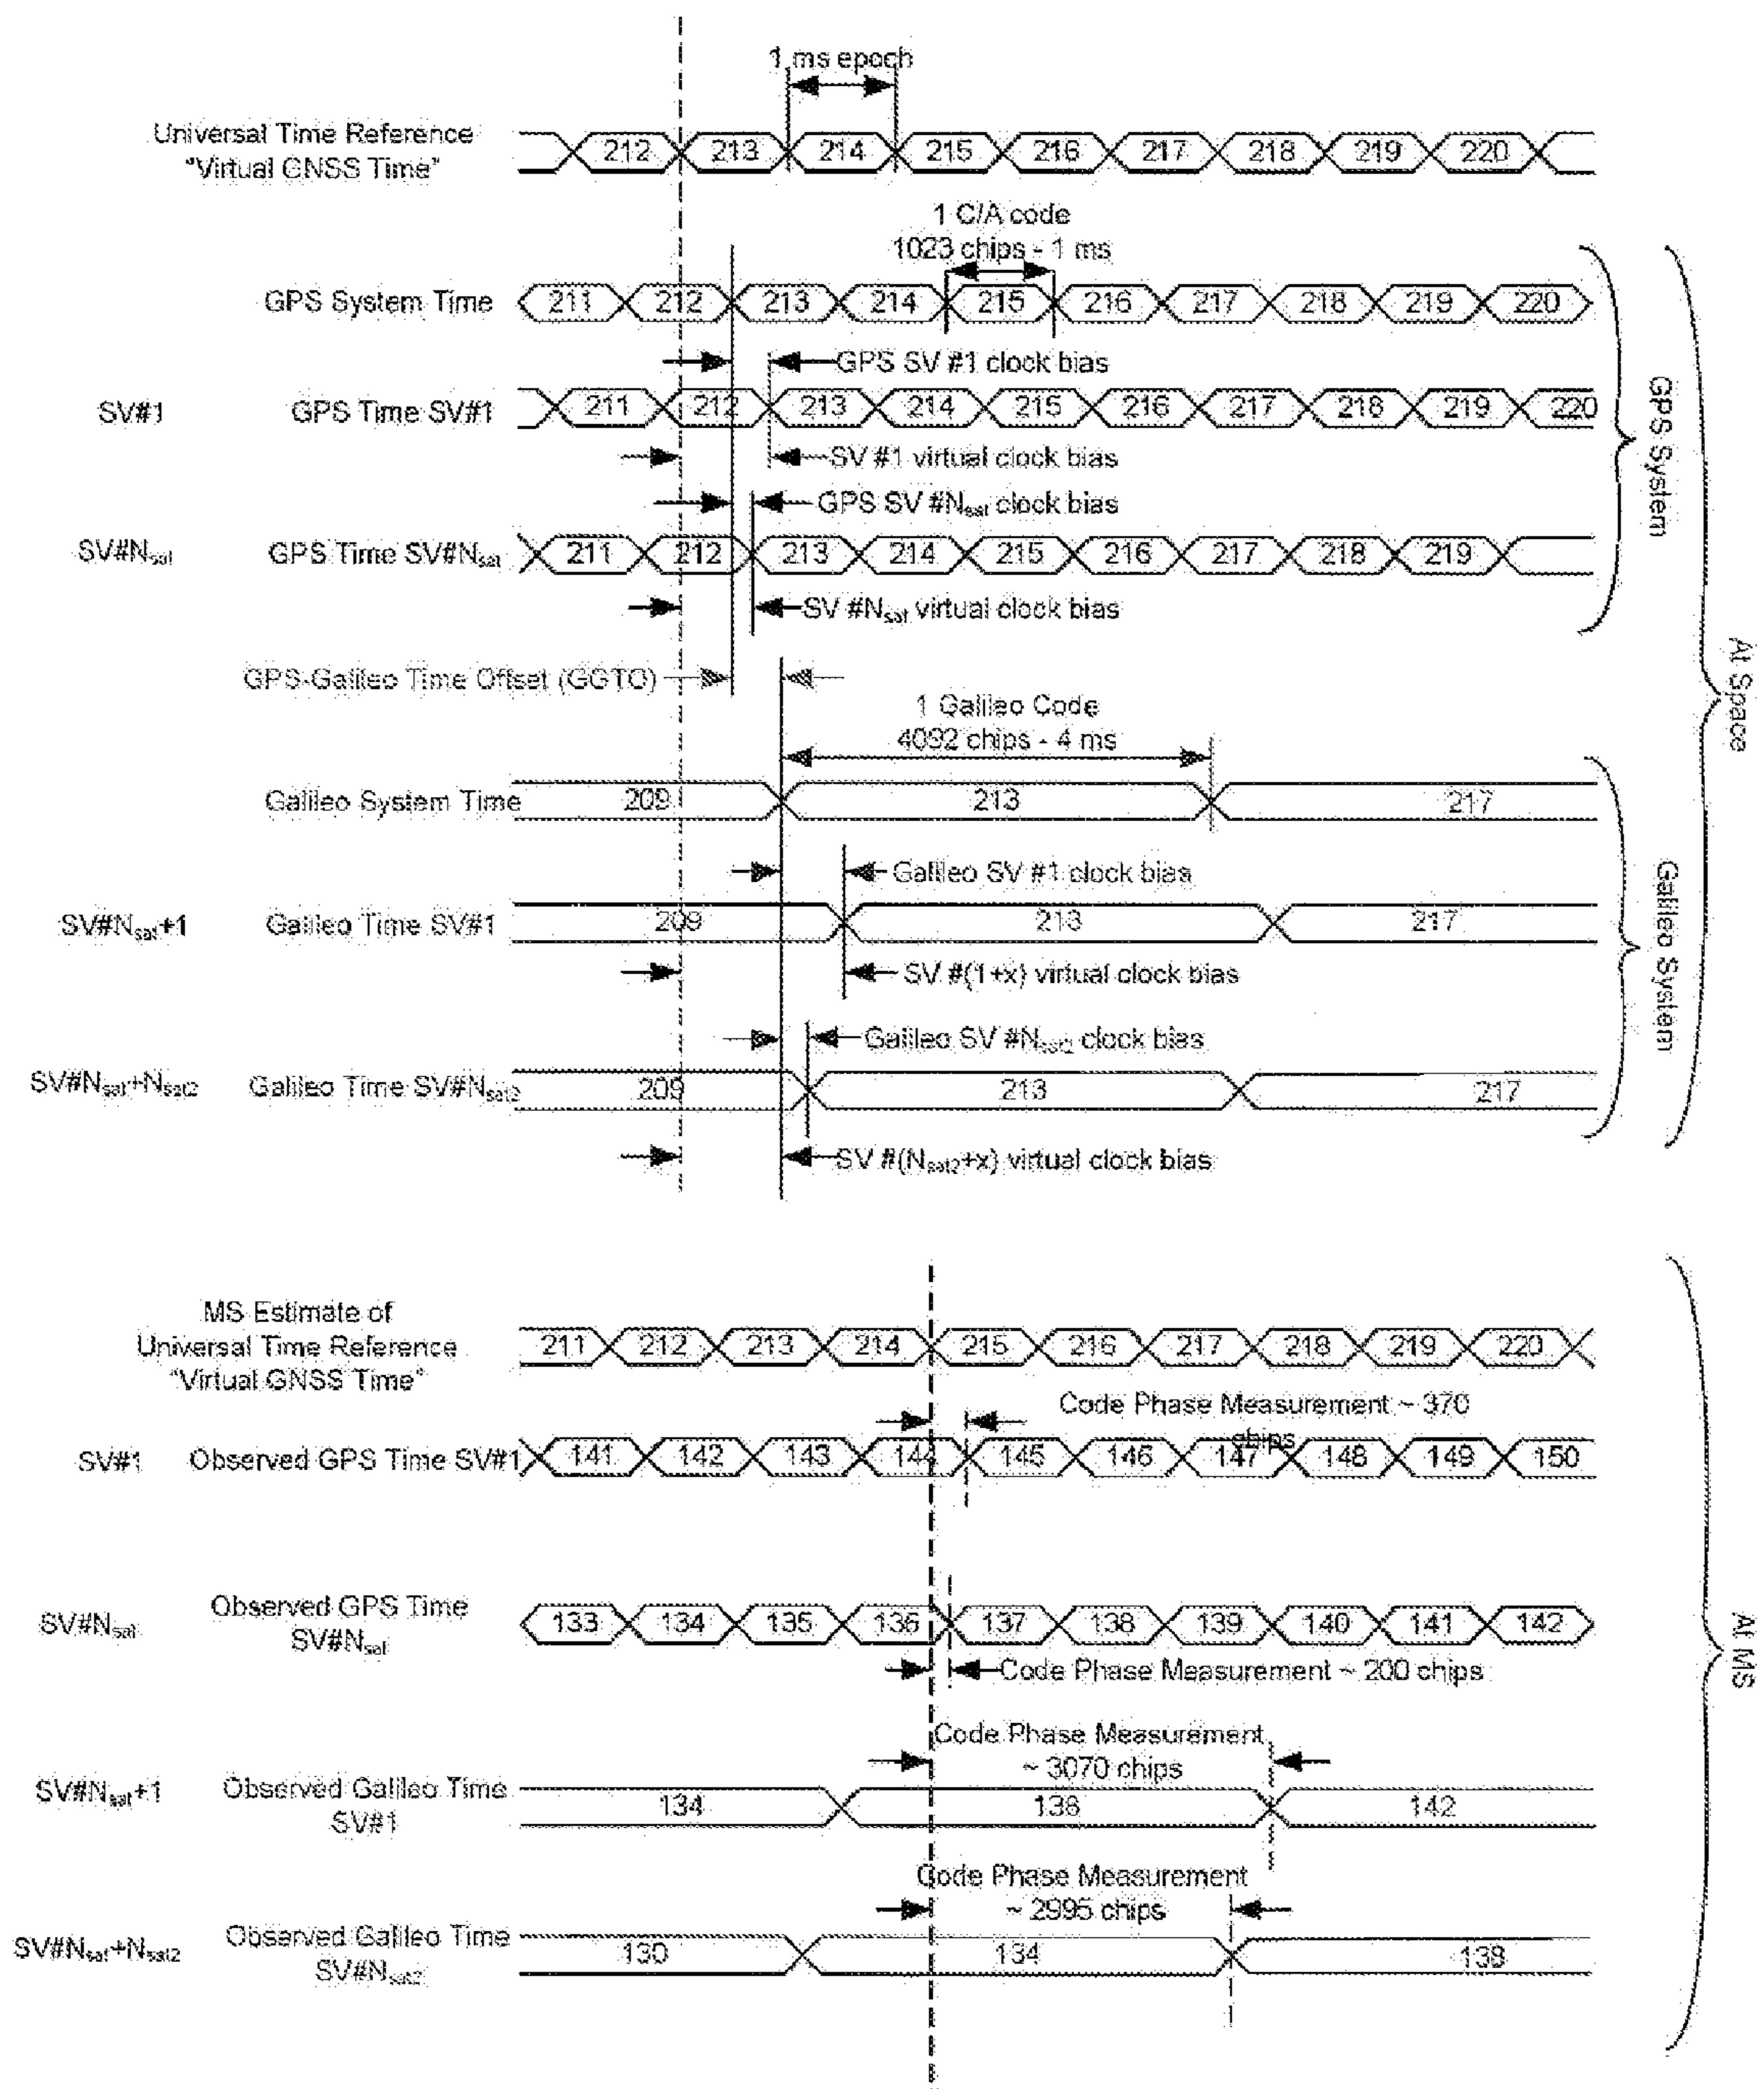 1 ms epoch
Universal Time Reference
"Virtual GNSS Time"
212 213 214 215 216 217 218 219 220
1 C/A code
1023 chips - 1 ms
GPS System Time
211 212 213 214 215 216 217 218 219 220
GPS SV #1 clock bias
SV#1 GPS Time SV#1
211 212 213 214 215 216 217 218 219 220
SV #1 virtual clock bias
GPS SV #Nsat clock bias
SV#Nsat GPS Time SV#Nsat
211 212 213 214 215 216 217 218 219
SV #Nsat virtual clock bias
GPS System
GPS-Galileo Time Offset (GGTO)
At Space
1 Galileo Code
4092 chips - 4 ms
Galileo System Time
209 213 217
Galileo SV #1 clock bias
SV#Nsat+1 Galileo Time SV#1
209 213 217
SV #(1+x) virtual clock bias
Galileo System
Galileo SV #Nsat2 clock bias
SV#Nsat+Nsat2 Galileo Time SV#Nsat2
209 213 217
SV #(Nsat2+x) virtual clock bias
MS Estimate of
Universal Time Reference
"Virtual GNSS Time"
211 212 213 214 215 216 217 218 219 220
Code Phase Measurement ~ 370
chips
SV#1 Observed GPS Time SV#1
141 142 143 144 145 146 147 148 149 150
SV#Nsat Observed GPS Time
SV#Nsat
133 134 135 136 137 138 139 140 141 142
Code Phase Measurement ~ 200 chips
At MS
Code Phase Measurement
~ 3070 chips
SV#Nsat+1 Observed Galileo Time
SV#1
134 138 142
Code Phase Measurement
~ 2995 chips
SV#Nsat+Nsat2 Observed Galileo Time
SV#Nsat2
130 134 138